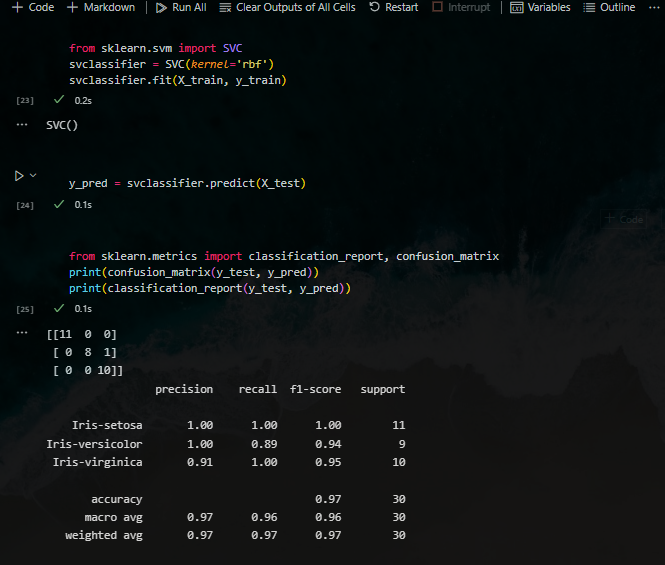 + Code + Markdown | Run All Clear Outputs of All Cells Restart Interrupt | Variables Outline ...
from sklearn.svm import SVC
svclassifier = SVC(kernel='rbf')
svclassifier.fit(X_train, y_train)
[23] ✓ 0.2s
... SVC()
y_pred = svclassifier.predict(X_test)
[24] ✓ 0.1s
+ Code
from sklearn.metrics import classification_report, confusion_matrix
print(confusion_matrix(y_test, y_pred))
print(classification_report(y_test, y_pred))
[25] ✓ 0.1s
... [[11  0  0]
 [ 0  8  1]
 [ 0  0 10]]
precision recall f1-score support
Iris-setosa 1.00 1.00 1.00 11
Iris-versicolor 1.00 0.89 0.94 9
Iris-virginica 0.91 1.00 0.95 10
accuracy 0.97 30
macro avg 0.97 0.96 0.96 30
weighted avg 0.97 0.97 0.97 30